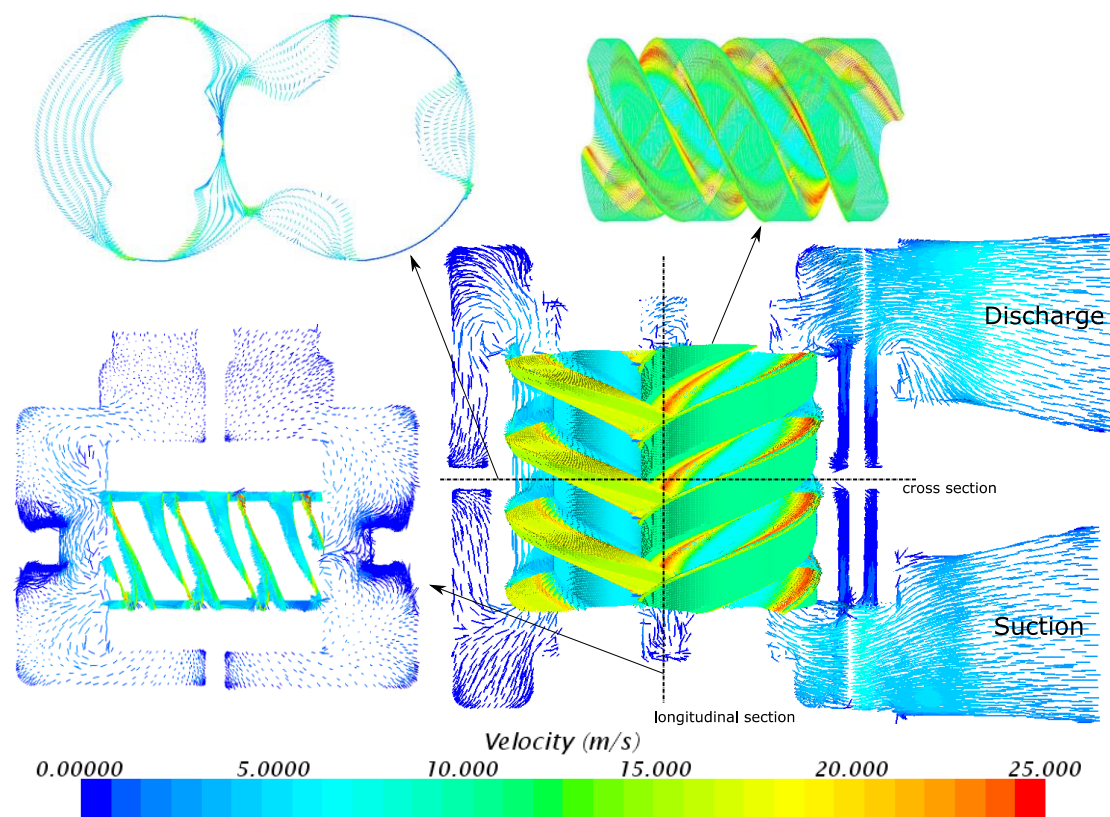 Discharge
cross section
Suction
longitudinal section
Velocity (m/s)
0.00000 5.0000 10.000 15.000 20.000 25.000